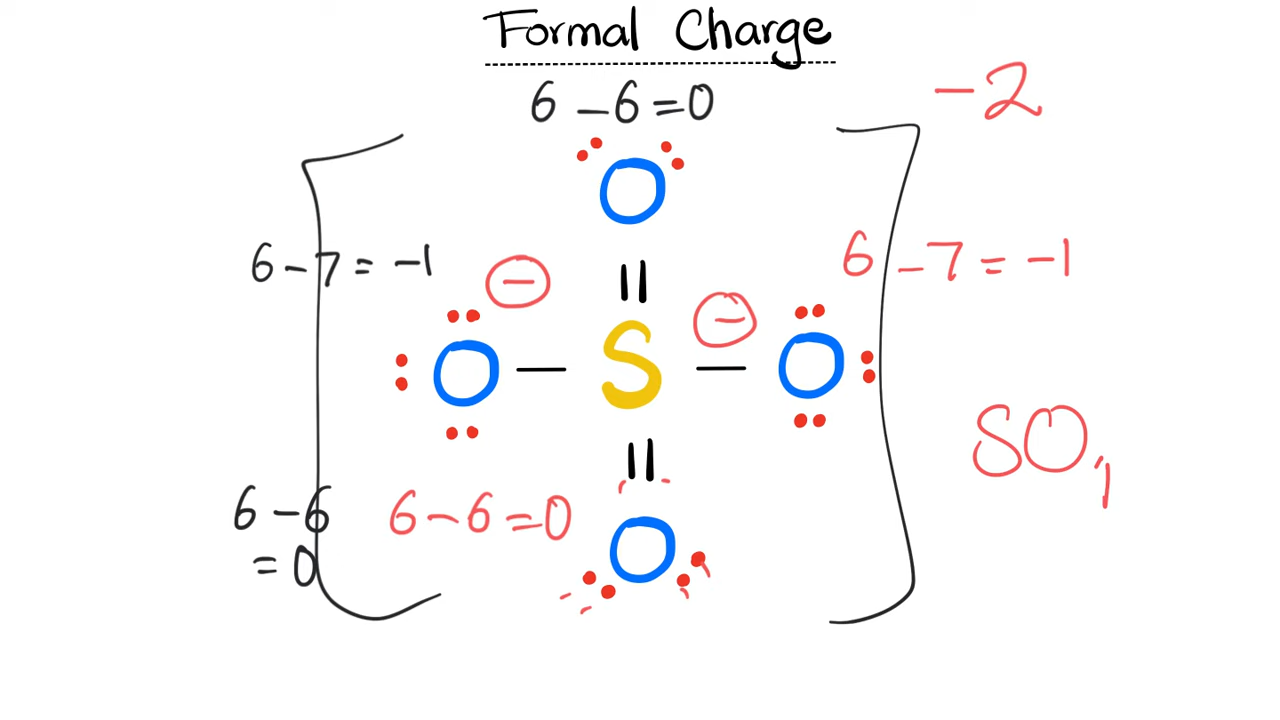 Formal Charge
6 – 6 = 0
–2
O
6 – 7 = –1
6 – 7 = –1
O – S – O
SO
6 – 6
= 0
6 – 6 = 0
O